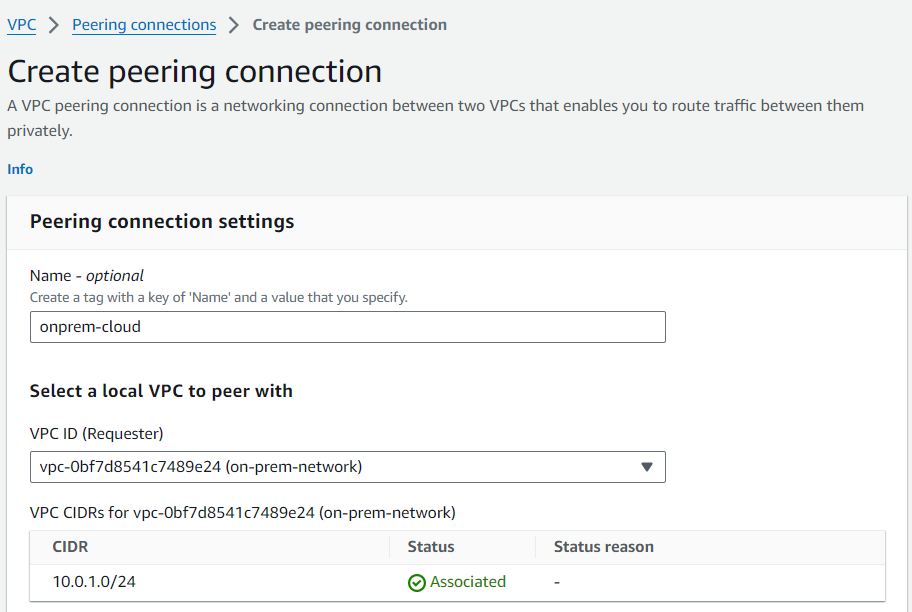 VPC > Peering connections > Create peering connection
Create peering connection
A VPC peering connection is a networking connection between two VPCs that enables you to route traffic between them
privately.
Info
Peering connection settings
Name - optional
Create a tag with a key of 'Name' and a value that you specify.
onprem-cloud
Select a local VPC to peer with
VPC ID (Requester)
vpc-0bf7d8541c7489e24 (on-prem-network)
VPC CIDRs for vpc-0bf7d8541c7489e24 (on-prem-network)
CIDR Status Status reason
10.0.1.0/24 Associated -